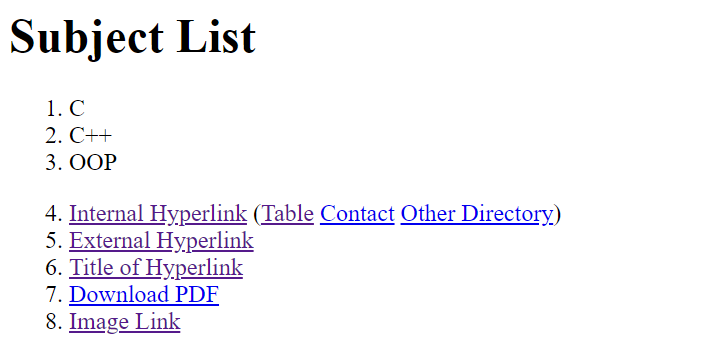 Subject List
1. C
2. C++
3. OOP
4. Internal Hyperlink (Table Contact Other Directory)
5. External Hyperlink
6. Title of Hyperlink
7. Download PDF
8. Image Link